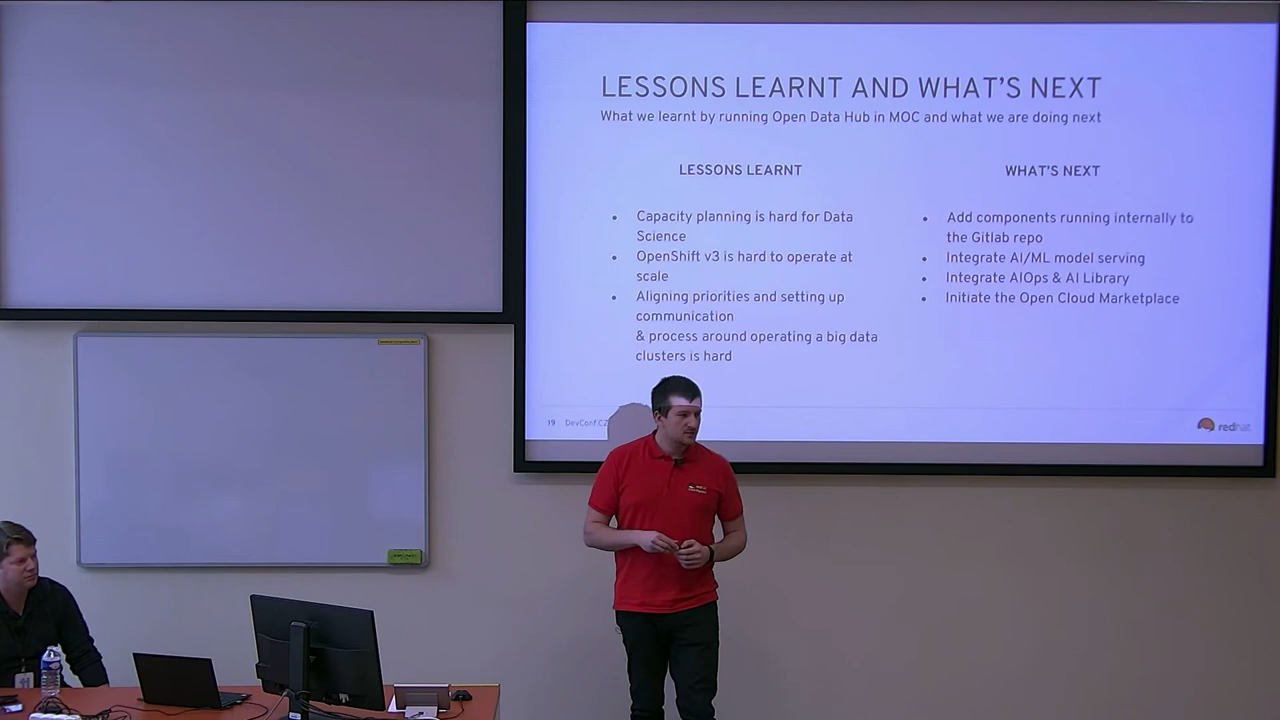 LESSONS LEARNT AND WHAT'S NEXT
What we learnt by running Open Data Hub in MOC and what we are doing next
LESSONS LEARNT
• Capacity planning is hard for Data
Science
• OpenShift v3 is hard to operate at
scale
• Aligning priorities and setting up
communication
& process around operating a big data
clusters is hard
WHAT'S NEXT
• Add components running internally to
the Gitlab repo
• Integrate AI/ML model serving
• Integrate AIOps & AI Library
• Initiate the Open Cloud Marketplace
19 DevConf.CZ
redhat